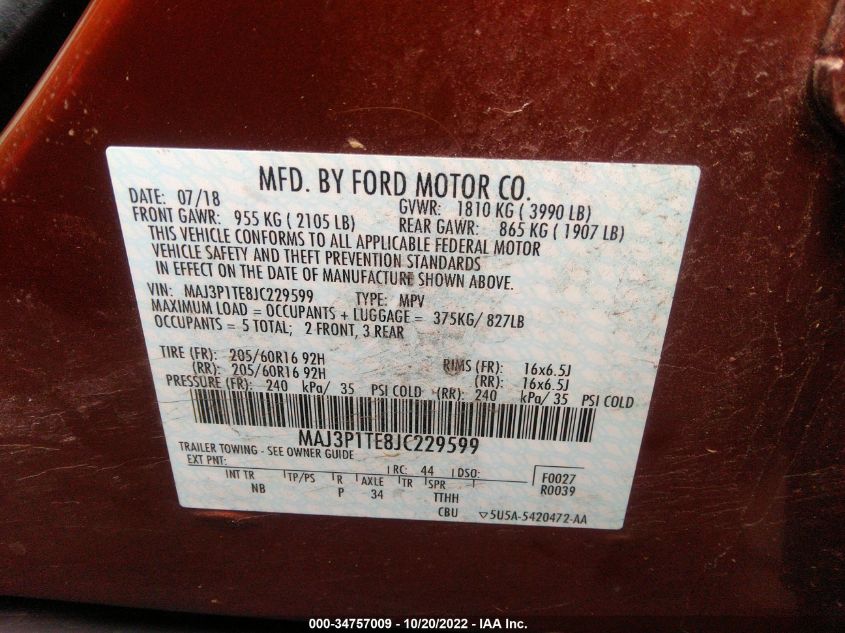 MFD. BY FORD MOTOR CO.
DATE: 07/18 GVWR: 1810 KG ( 3990 LB)
FRONT GAWR: 955 KG ( 2105 LB) REAR GAWR: 865 KG ( 1907 LB)
THIS VEHICLE CONFORMS TO ALL APPLICABLE FEDERAL MOTOR
VEHICLE SAFETY AND THEFT PREVENTION STANDARDS
IN EFFECT ON THE DATE OF MANUFACTURE SHOWN ABOVE.
VIN: MAJ3P1TE8JC229599 TYPE: MPV
MAXIMUM LOAD = OCCUPANTS + LUGGAGE = 375KG/ 827LB
OCCUPANTS = 5 TOTAL; 2 FRONT, 3 REAR
TIRE (FR): 205/60R16 92H RIMS (FR): 16x6.5J
(RR): 205/60R16 92H (RR): 16x6.5J
PRESSURE (FR): 240 kPa/ 35 PSI COLD (RR): 240 kPa/ 35 PSI COLD
MAJ3P1TE8JC229599
TRAILER TOWING - SEE OWNER GUIDE
EXT PNT: RC: 44 DSO: F0027
INT TR TP/PS R AXLE TR SPR R0039
NB P 34 TTHH
CBU ▽5U5A-5420472-AA
000-34757009 - 10/20/2022 - IAA Inc.